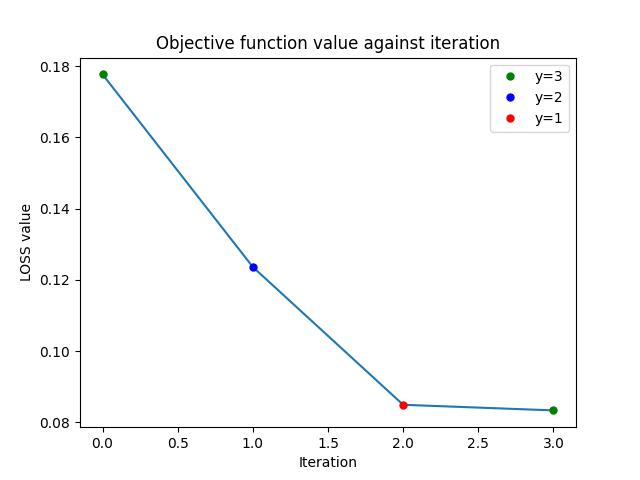 Objective function value against iteration
y=3
y=2
y=1
LOSS value
0.18
0.16
0.14
0.12
0.10
0.08
0.0 0.5 1.0 1.5 2.0 2.5 3.0
Iteration